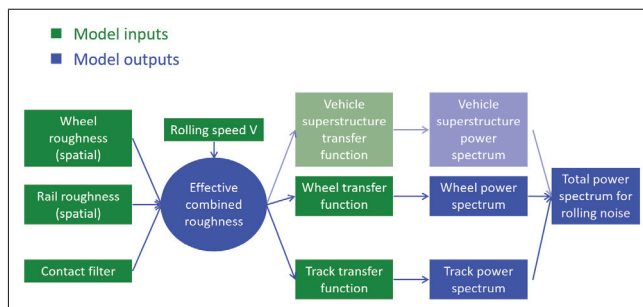 Model inputs
Model outputs
Wheel
roughness
(spatial)
Rail roughness
(spatial)
Contact filter
Rolling speed V
Effective
combined
roughness
Vehicle
superstructure
transfer
function
Wheel transfer
function
Track transfer
function
Vehicle
superstructure
power
spectrum
Wheel power
spectrum
Track power
spectrum
Total power
spectrum for
rolling noise